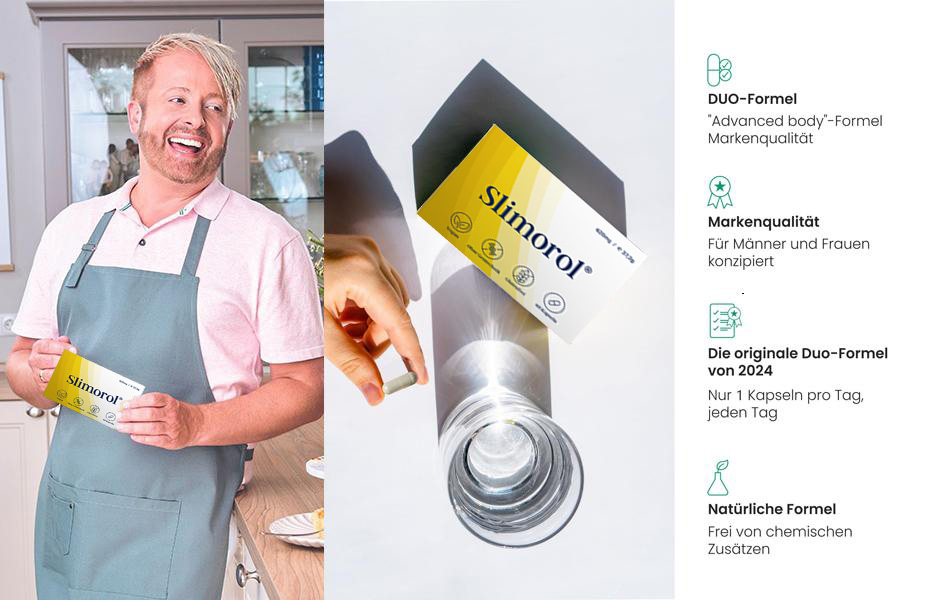 Slimorol
Slimorol®
DUO-Formel
"Advanced body"-Formel
Markenqualität
Markenqualität
Für Männer und Frauen
konzipiert
Die originale Duo-Formel
von 2024
Nur 1 Kapseln pro Tag,
jeden Tag
Natürliche Formel
Frei von chemischen
Zusätzen